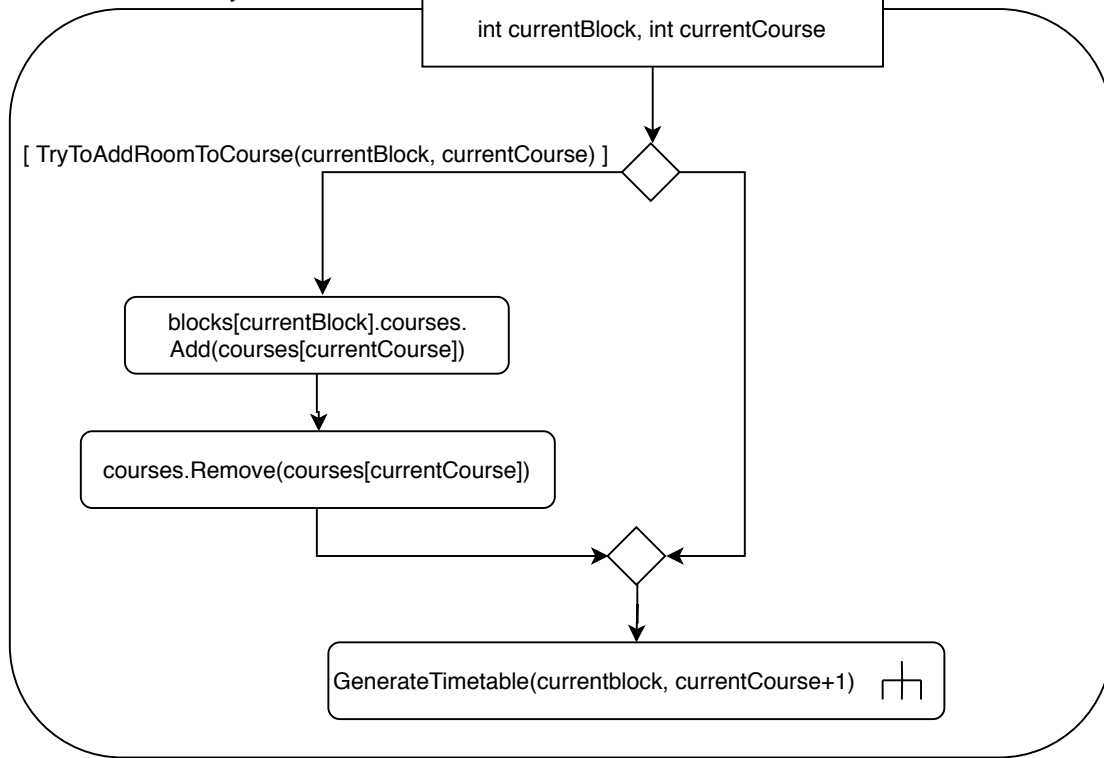 int currentBlock, int currentCourse
[ TryToAddRoomToCourse(currentBlock, currentCourse) ]
blocks[currentBlock].courses.
Add(courses[currentCourse])
courses.Remove(courses[currentCourse])
GenerateTimetable(currentblock, currentCourse+1)